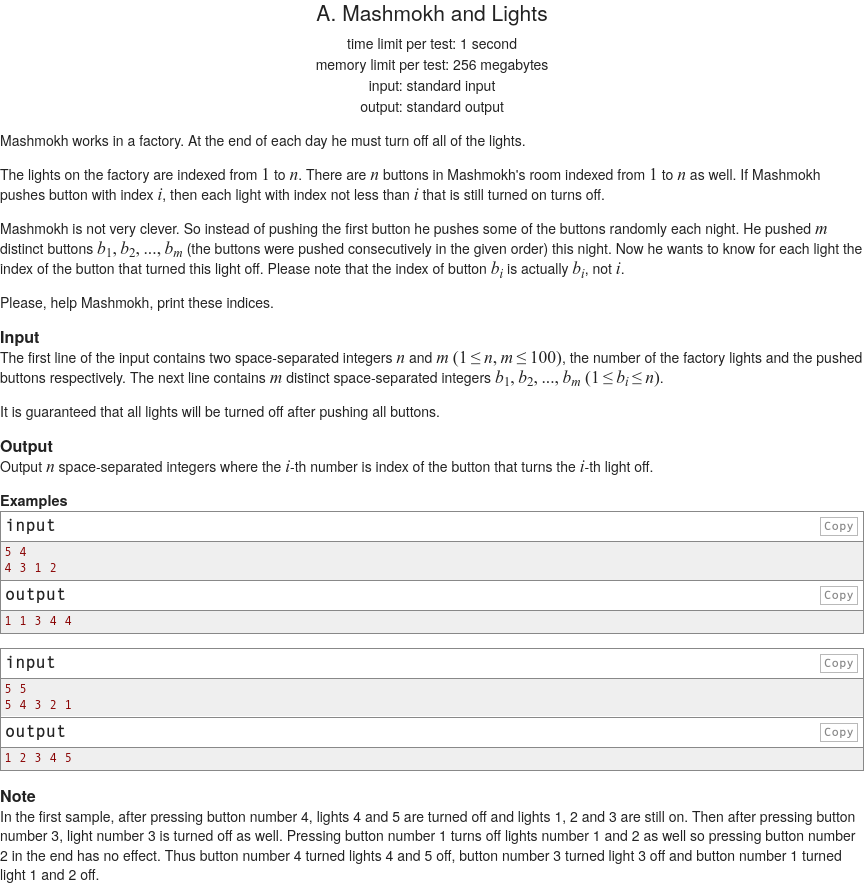 A. Mashmokh and Lights
time limit per test: 1 second
memory limit per test: 256 megabytes
input: standard input
output: standard output
Mashmokh works in a factory. At the end of each day he must turn off all of the lights.
The lights on the factory are indexed from 1 to n. There are n buttons in Mashmokh's room indexed from 1 to n as well. If Mashmokh
pushes button with index i, then each light with index not less than i that is still turned on turns off.
Mashmokh is not very clever. So instead of pushing the first button he pushes some of the buttons randomly each night. He pushed m
distinct buttons b1, b2, ..., bm (the buttons were pushed consecutively in the given order) this night. Now he wants to know for each light the
index of the button that turned this light off. Please note that the index of button bi is actually bi, not i.
Please, help Mashmokh, print these indices.
Input
The first line of the input contains two space-separated integers n and m (1 ≤ n, m ≤ 100), the number of the factory lights and the pushed
buttons respectively. The next line contains m distinct space-separated integers b1, b2, ..., bm (1 ≤ bi ≤ n).
It is guaranteed that all lights will be turned off after pushing all buttons.
Output
Output n space-separated integers where the i-th number is index of the button that turns the i-th light off.
Examples
input Copy
5 4
4 3 1 2
output Copy
1 1 3 4 4
input Copy
5 5
5 4 3 2 1
output Copy
1 2 3 4 5
Note
In the first sample, after pressing button number 4, lights 4 and 5 are turned off and lights 1, 2 and 3 are still on. Then after pressing button
number 3, light number 3 is turned off as well. Pressing button number 1 turns off lights number 1 and 2 as well so pressing button number
2 in the end has no effect. Thus button number 4 turned lights 4 and 5 off, button number 3 turned light 3 off and button number 1 turned
light 1 and 2 off.